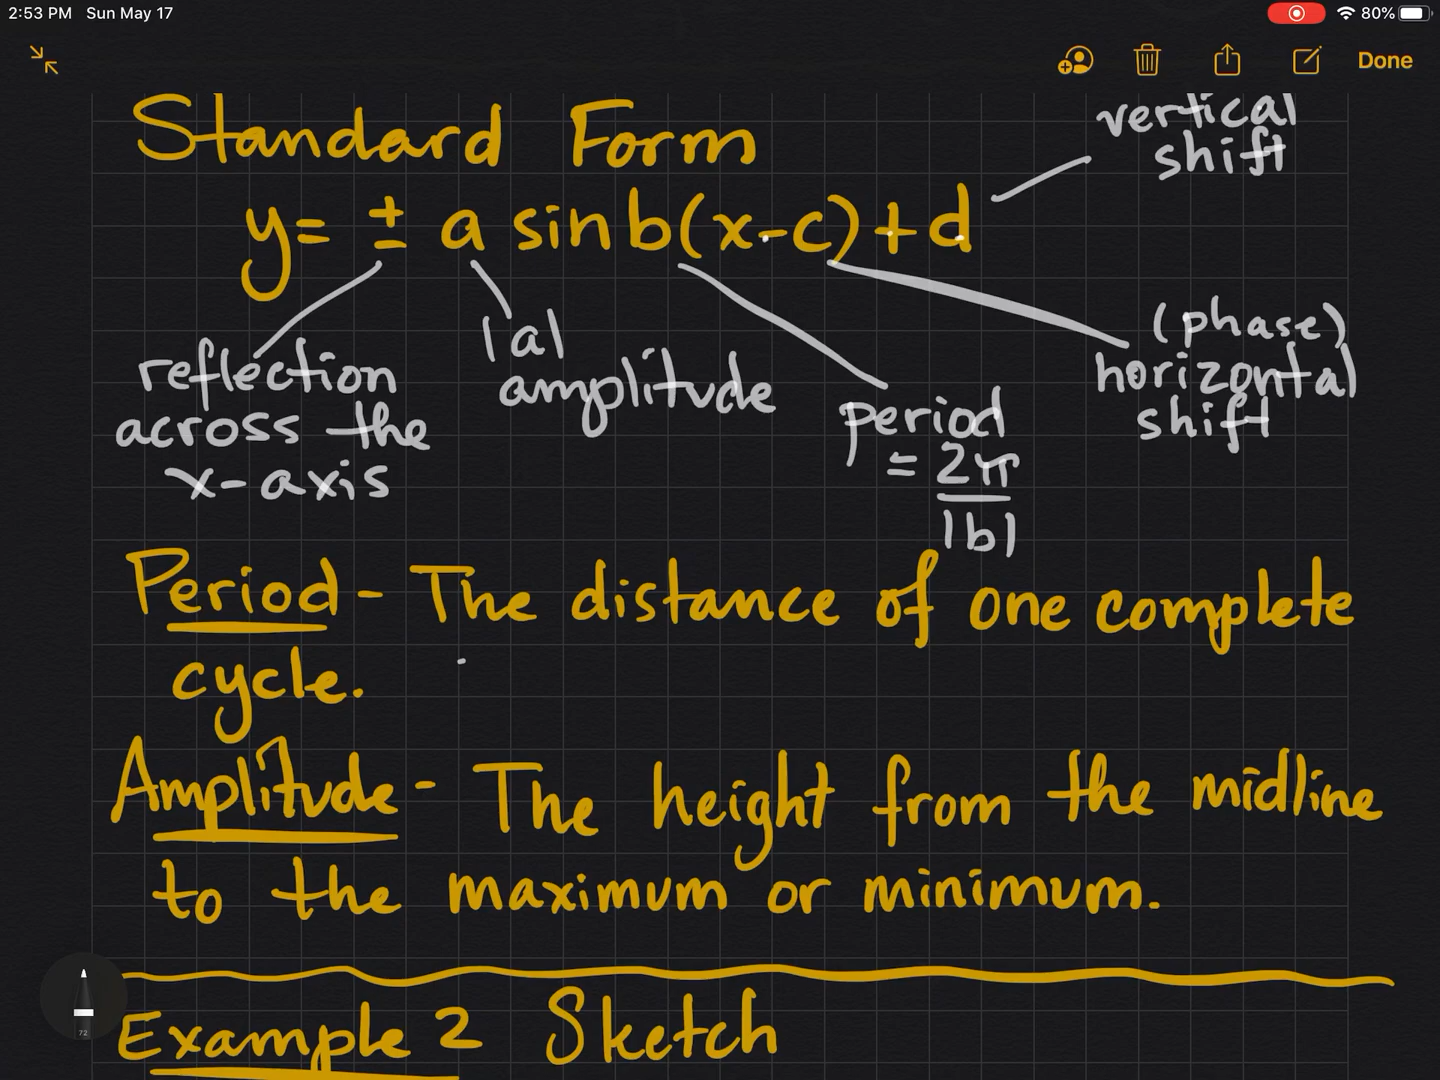 2:53 PM Sun May 17
80%
Done
Standard Form
vertical
shift
y= ± a sin b(x-c)+d
reflection
across the
x-axis
|a|
amplitude
period
= 2π
|b|
(phase)
horizontal
shift
Period - The distance of one complete
cycle.
Amplitude - The height from the midline
to the maximum or minimum.
72
Example 2 Sketch